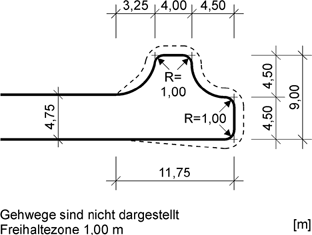 3,25 4,00 4,50
R=
1,00
R=1,00
4,75
4,50
4,50
9,00
11,75
Gehwege sind nicht dargestellt
Freihaltezone 1,00 m
[m]